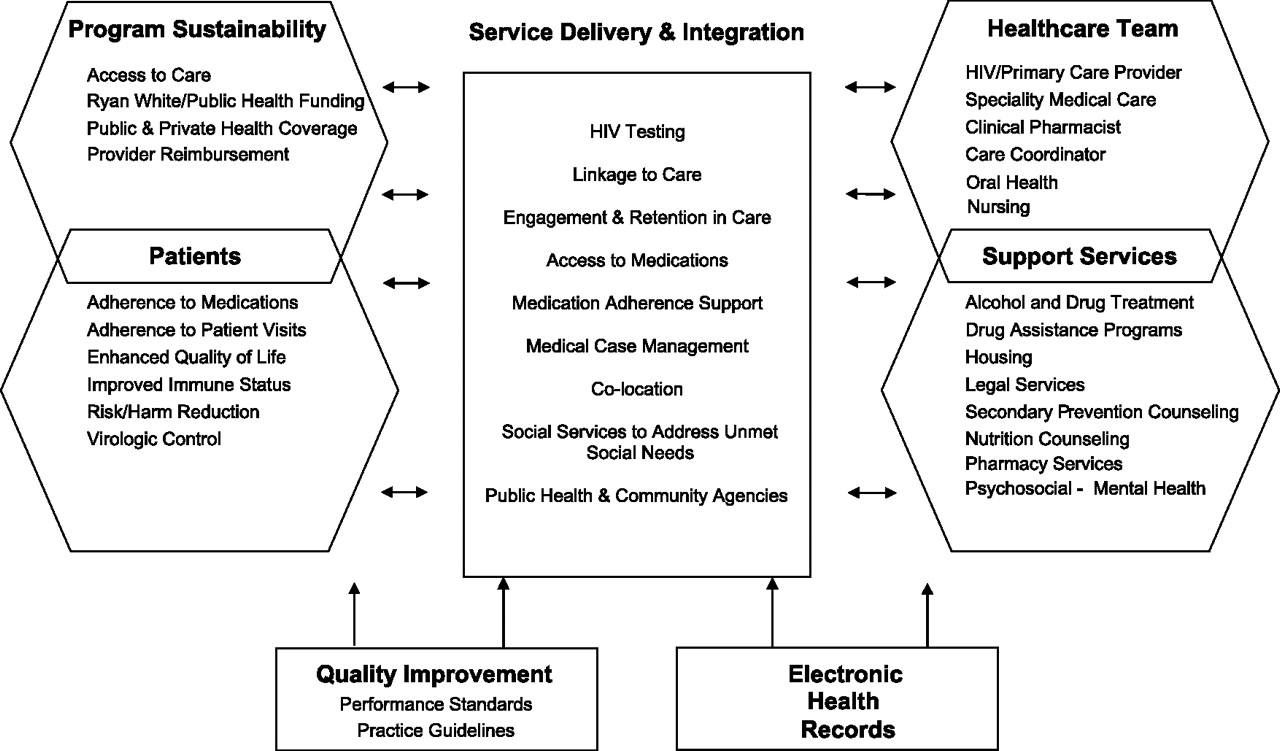 Program Sustainability
Access to Care
Ryan White/Public Health Funding
Public & Private Health Coverage
Provider Reimbursement
Patients
Adherence to Medications
Adherence to Patient Visits
Enhanced Quality of Life
Improved Immune Status
Risk/Harm Reduction
Virologic Control
Service Delivery & Integration
HIV Testing
Linkage to Care
Engagement & Retention in Care
Access to Medications
Medication Adherence Support
Medical Case Management
Co-location
Social Services to Address Unmet
Social Needs
Public Health & Community Agencies
Healthcare Team
HIV/Primary Care Provider
Speciality Medical Care
Clinical Pharmacist
Care Coordinator
Oral Health
Nursing
Support Services
Alcohol and Drug Treatment
Drug Assistance Programs
Housing
Legal Services
Secondary Prevention Counseling
Nutrition Counseling
Pharmacy Services
Psychosocial - Mental Health
Quality Improvement
Performance Standards
Practice Guidelines
Electronic
Health
Records